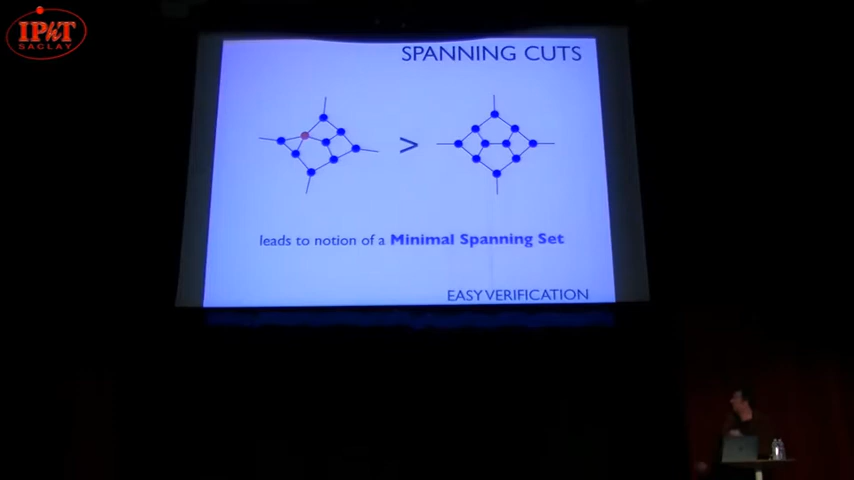 IPhT
SACLAY
SPANNING CUTS
>
leads to notion of a Minimal Spanning Set
EASY VERIFICATION